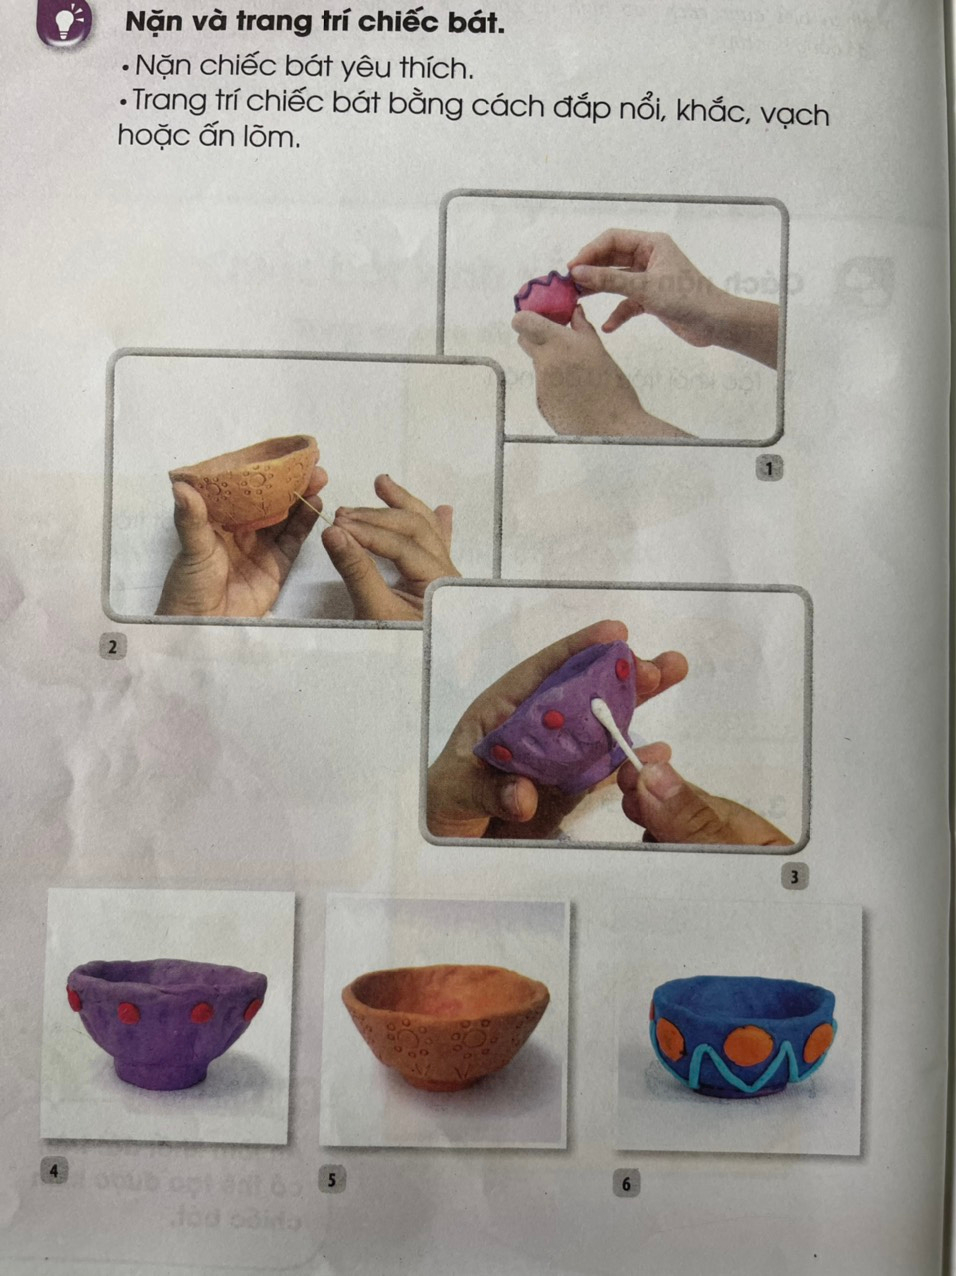 Nặn và trang trí chiếc bát.
• Nặn chiếc bát yêu thích.
• Trang trí chiếc bát bằng cách đắp nổi, khắc, vạch
hoặc ấn lõm.
1
2
3
4
5
6